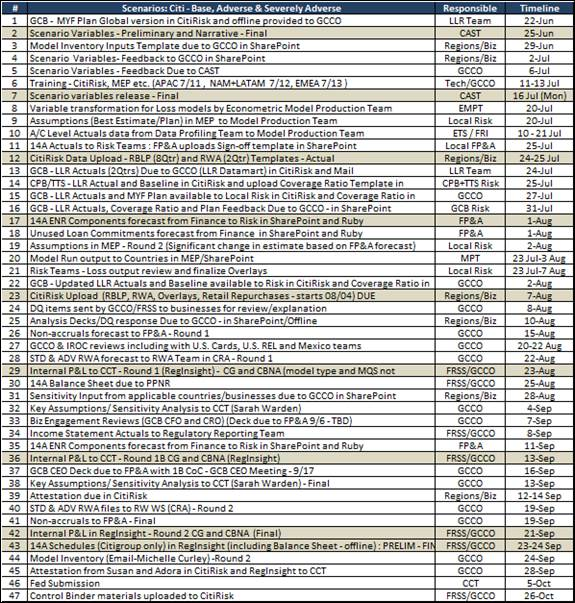 # Scenario: Citi - Base, Adverse & Severely Adverse Responsible Timeline
1 GCB - MYF Plan Global version in CitiRisk and offline provided to GCCO LLR Team 22-Jun
2 Scenario Variables - Preliminary and Narrative - Final CAST 25-Jun
3 Model Inventory Inputs Template due to GCCO in SharePoint Regions/Biz 29-Jun
4 Scenario Variables - Feedback to GCCO in SharePoint Regions/Biz 2-Jul
5 Scenario Variables - Feedback Due to CAST GCCO 6-Jul
6 Training - CitiRisk, MEP etc. (APAC 7/11 , NAM+LATAM 7/12, EMEA 7/13 ) Tech/GCCO 11-13 Jul
7 Scenario variables release - Final CAST 16 Jul (Mon)
8 Variable transformation for Loss models by Econometric Model Production Team EMPT 20-Jul
9 Assumptions (Best Estimate/Plan) in MEP to Model Production Team Local Risk 20-Jul
10 A/C Level Actuals data from Data Profiling Team to Model Production Team ETS / FRI 10 - 21 Jul
11 14A Actuals to Risk Teams : FP&A uploads Sign-off template in SharePoint Local FP&A 25-Jul
12 CitiRisk Data Upload - RBLP (8Qtr) and RWA (2Qtr) Templates - Actual Regions/Biz 24-25 Jul
13 GCB - LLR Actuals (2Qtrs) Due to GCCO (LLR Datamart) in CitiRisk and Mail LLR Team 24-Jul
14 CPB/TTS - LLR Actual and Baseline in CitiRisk and upload Coverage Ratio Template in CPB+TTS Risk 25-Jul
15 GCB - LLR Actuals and MYF Plan available to Local Risk in CitiRisk and Coverage Ratio in GCCO 27-Jul
16 GCB - LLR Actuals, Coverage Ratio and Plan Feedback Due to GCCO - in SharePoint GCB Risk 31-Jul
17 14A ENR Components forecast from Finance to Risk in SharePoint and Ruby FP&A 1-Aug
18 Unused Loan Commitments forecast from Finance in SharePoint and Ruby FP&A 1-Aug
19 Assumptions in MEP - Round 2 (Significant change in estimate based on FP&A forecast) Local Risk 2-Aug
20 Model Run output to Countries in MEP/SharePoint MPT 23 Jul-3 Aug
21 Risk Teams - Loss output review and finalize Overlays Local Risk 23 Jul-7 Aug
22 GCB - Updated LLR Actuals and Baseline available to Risk in CitiRisk and Coverage Ratio in GCCO 2-Aug
23 CitiRisk Upload (RBLP, RWA, Overlays, Retail Repurchases - starts 08/04) DUE Regions/Biz 7-Aug
24 DQ items sent by GCCO/FRSS to businesses for review/explanation GCCO 8-Aug
25 Analysis Decks/DQ response Due to GCCO - in SharePoint/Offline Regions/Biz 10-Aug
26 Non-accruals forecast to FP&A - Round 1 GCCO 15-Aug
27 GCCO & IROC reviews including with U.S. Cards, U.S. REL and Mexico teams GCCO 20-22 Aug
28 STD & ADV RWA forecast to RWA Team in CRA - Round 1 GCCO 22-Aug
29 Internal P&L to CCT - Round 1 (RegInsight) - CG and CBNA (model type and MQS not FRSS/GCCO 23-Aug
30 14A Balance Sheet due to PPNR FRSS/GCCO 25-Aug
31 Sensitivity Input from applicable countries/businesses due to GCCO in SharePoint Regions/Biz 28-Aug
32 Key Assumptions/ Sensitivity Analysis to CCT (Sarah Warden) GCCO 4-Sep
33 Biz Engagement Reviews (GCB CFO and CRO) (Deck due to FP&A 9/6 - TBD) GCCO 7-Sep
34 Income Statement Actuals to Regulatory Reporting Team FRSS/GCCO 8-Sep
35 14A ENR Components forecast from Finance to Risk in SharePoint and Ruby FP&A 11-Sep
36 Internal P&L to CCT - Round 1B CG and CBNA (RegInsight) FRSS/GCCO 13-Sep
37 GCB CEO Deck due to FP&A with 1B CoC - GCB CEO Meeting - 9/17 GCCO 16-Sep
38 Key Assumptions/ Sensitivity Analysis to CCT (Sarah Warden) - Final GCCO 13-Sep
39 Attestation due in CitiRisk Regions/Biz 12-14 Sep
40 STD & ADV RWA files to RW WS (CRA) - Round 2 GCCO 19-Sep
41 Non-accruals to FP&A - Final GCCO 19-Sep
42 Internal P&L in RegInsight - Round 2 CG and CBNA (Final) FRSS/GCCO 21-Sep
43 14A Schedules (Citigroup only) in RegInsight (including Balance Sheet - offline) : PRELIM - FIN FRSS/GCCO 23-24 Sep
44 Model Inventory (Email-Michelle Curley) -Round 2 GCCO 24-Sep
45 Attestation from Susan and Adora in CitiRisk and RegInsight to CCT GCCO 28-Sep
46 Fed Submission CCT 5-Oct
47 Control Binder materials uploaded to CitiRisk FRSS/GCCO 26-Oct